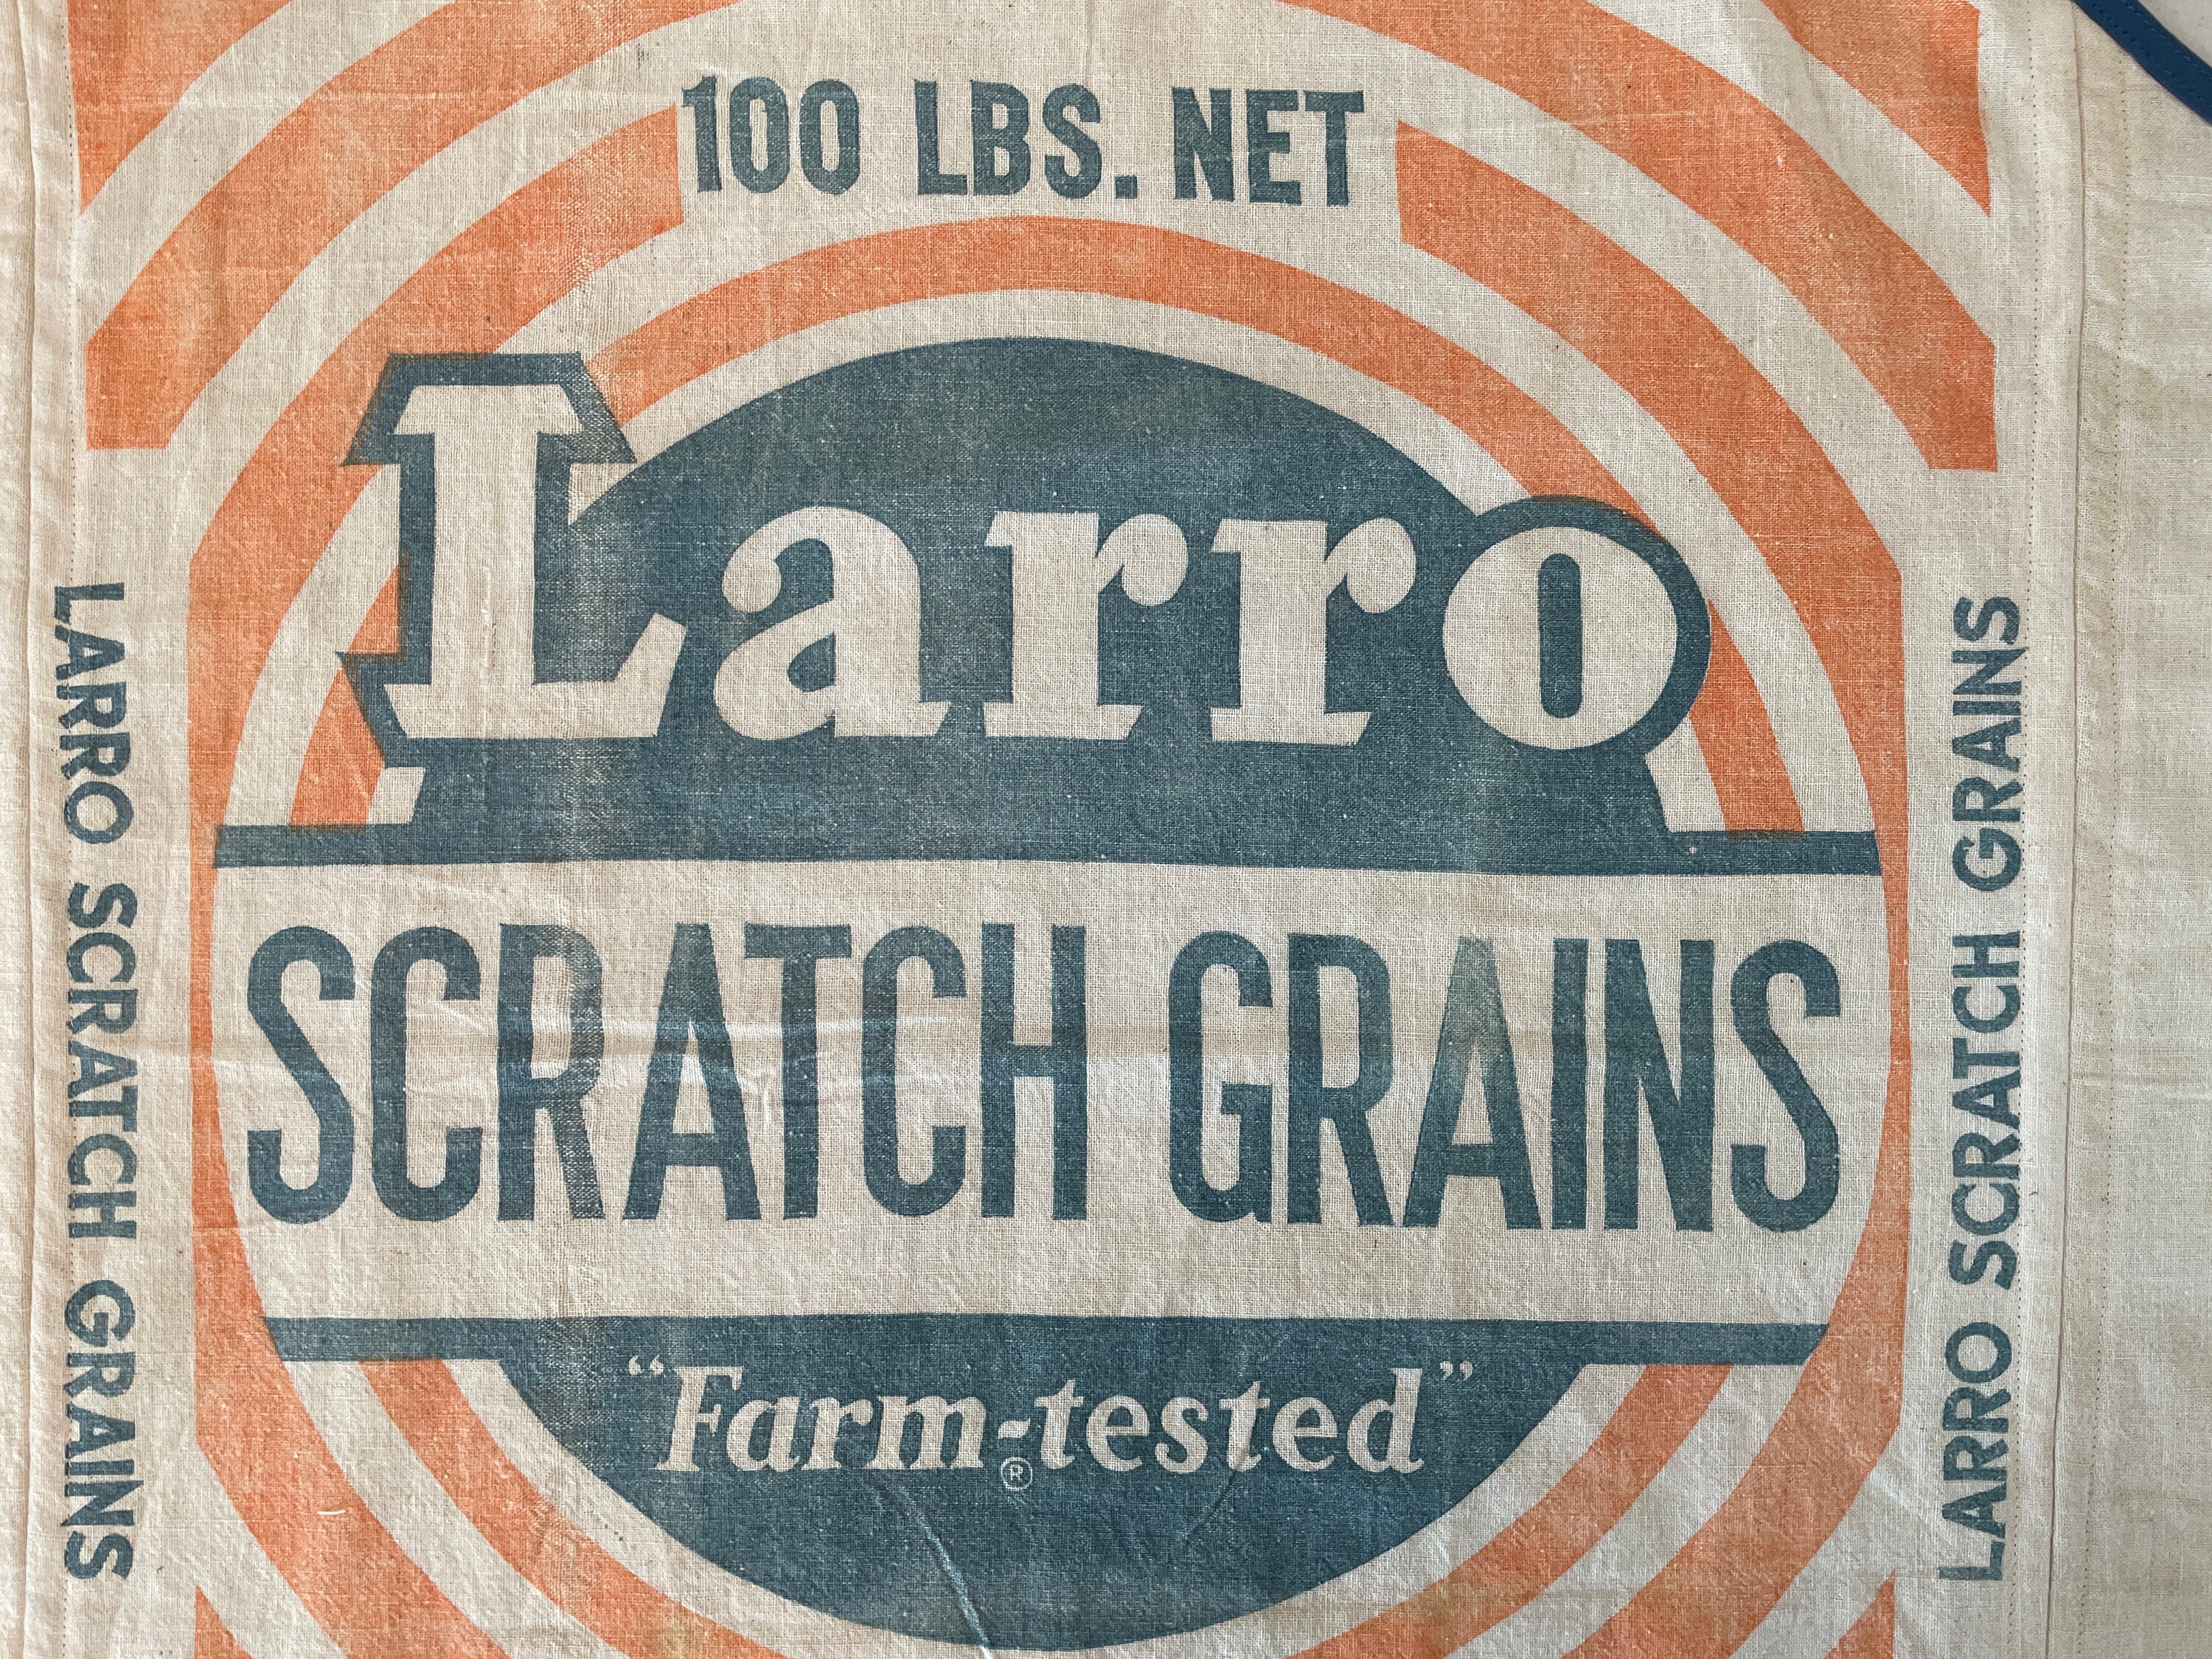 100 LBS. NET
Larro
SCRATCH GRAINS
"Farm-tested"
®
LARRO SCRATCH GRAINS
LARRO SCRATCH GRAINS